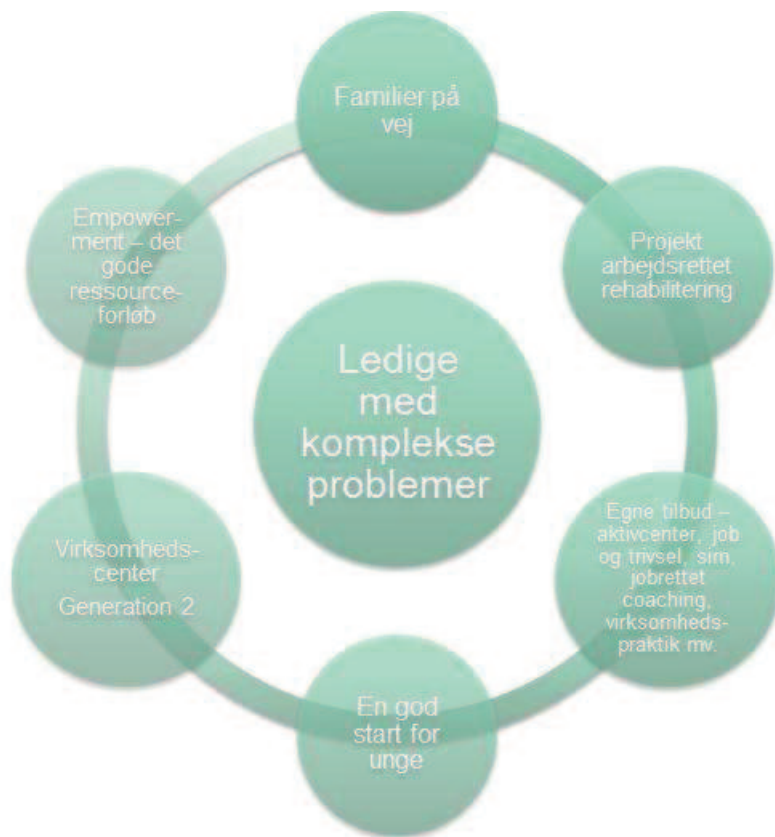 Familier på
vej
Projekt
arbejdsrettet
rehabilitering
Egne tilbud –
aktivcenter, job
og trivsel, sirn,
jobrettet
coaching,
virksomheds-
praktik mv.
En god
start for
unge
Virksomheds-
center
Generation 2
Empower-
ment – det
gode
ressource-
forløb
Ledige
med
komplekse
problemer